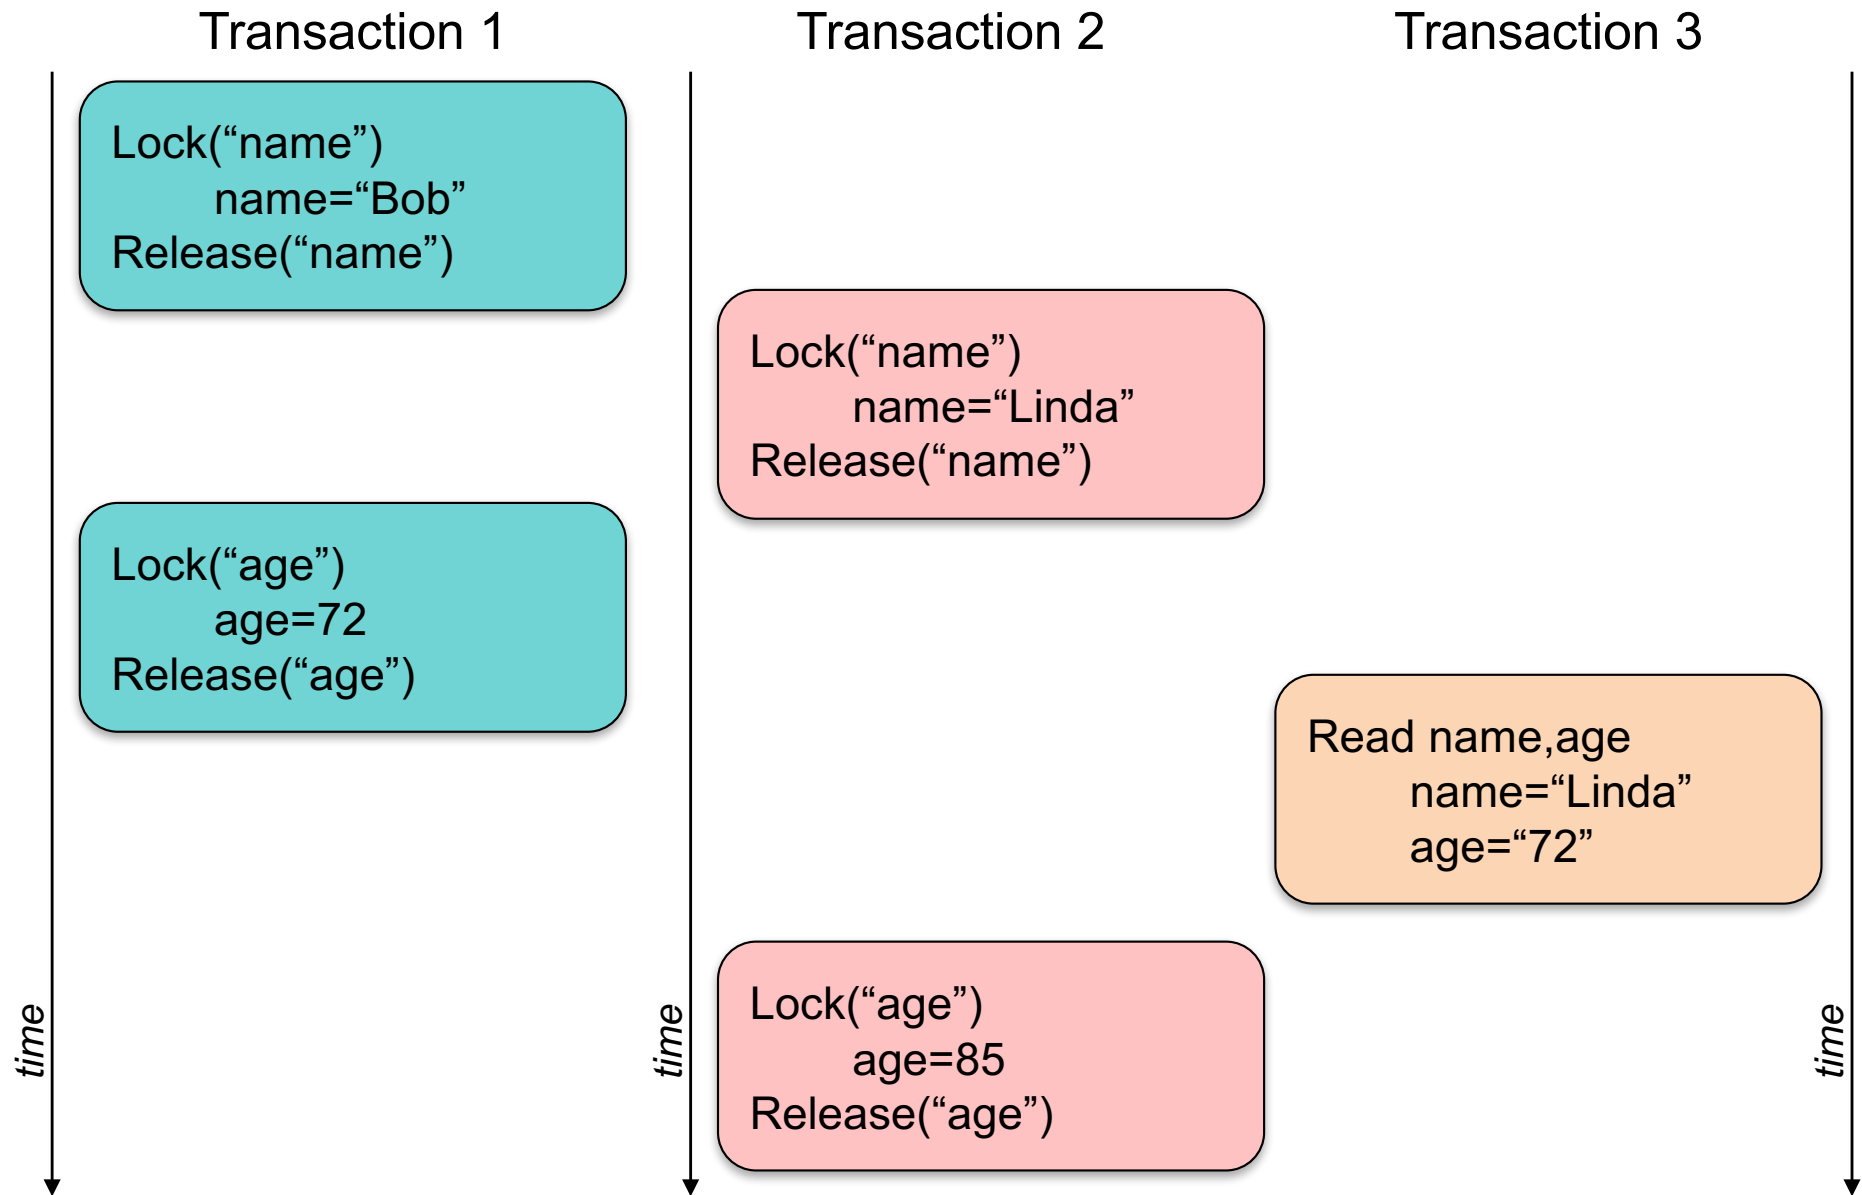 Transaction 1
Transaction 2
Transaction 3
Lock(“name”)
name=“Bob”
Release(“name”)
Lock(“name”)
name=“Linda”
Release(“name”)
Lock(“age”)
age=72
Release(“age”)
Read name,age
name=“Linda”
age=“72”
Lock(“age”)
age=85
Release(“age”)
time
time
time